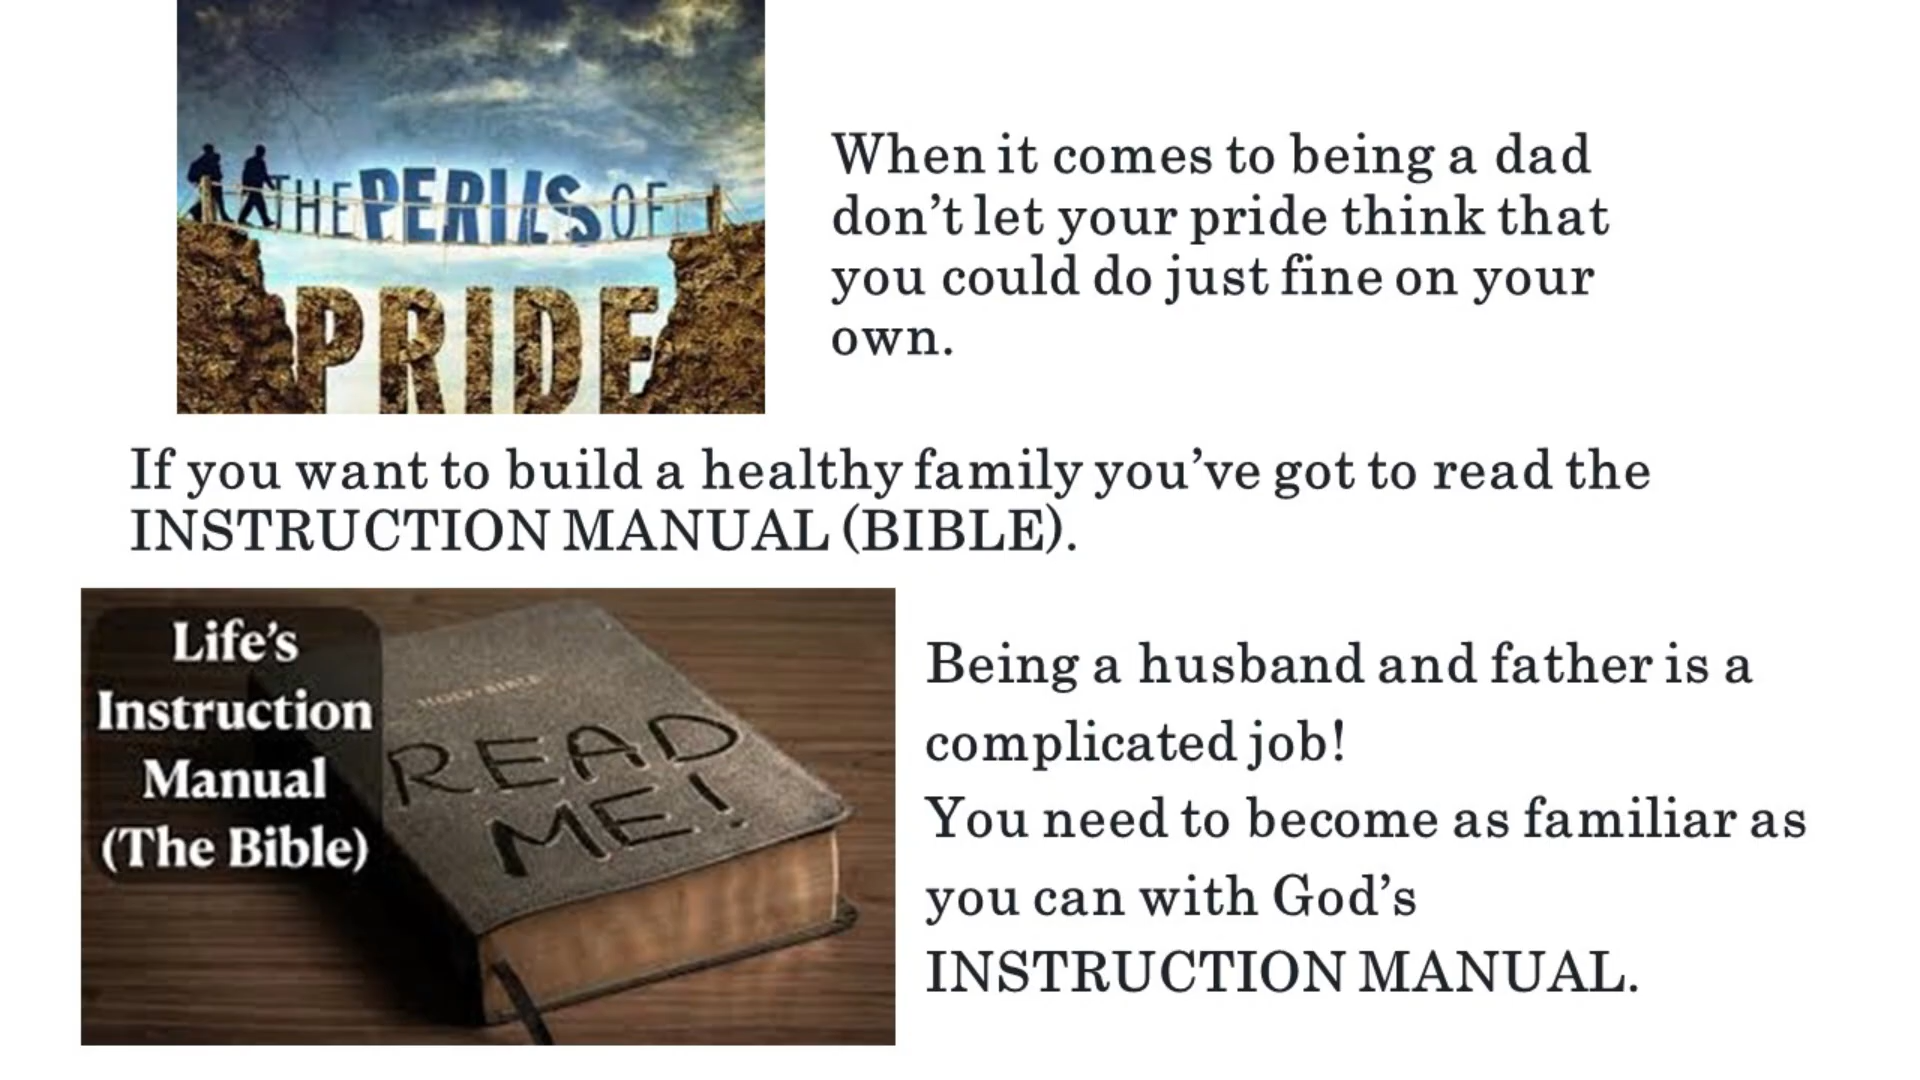 THE PERILS OF
PRIDE
When it comes to being a dad
don’t let your pride think that
you could do just fine on your
own.
If you want to build a healthy family you’ve got to read the
INSTRUCTION MANUAL (BIBLE).
Life’s
Instruction
Manual
(The Bible)
HOLY BIBLE
READ
ME!
Being a husband and father is a
complicated job!
You need to become as familiar as
you can with God’s
INSTRUCTION MANUAL.